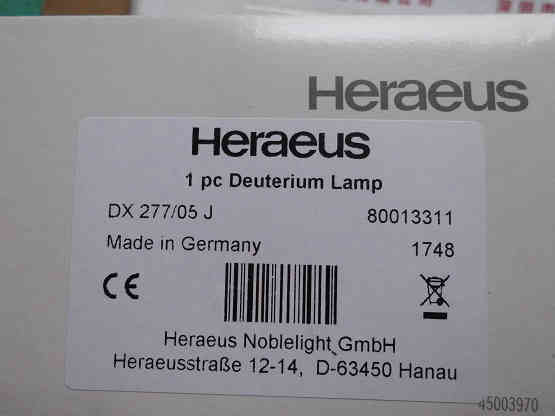 Heraeus
Heraeus
1 pc Deuterium Lamp
DX 277/05 J 80013311
Made in Germany 1748
CE
Heraeus Noblelight GmbH
Heraeusstraße 12-14, D-63450 Hanau
45003970